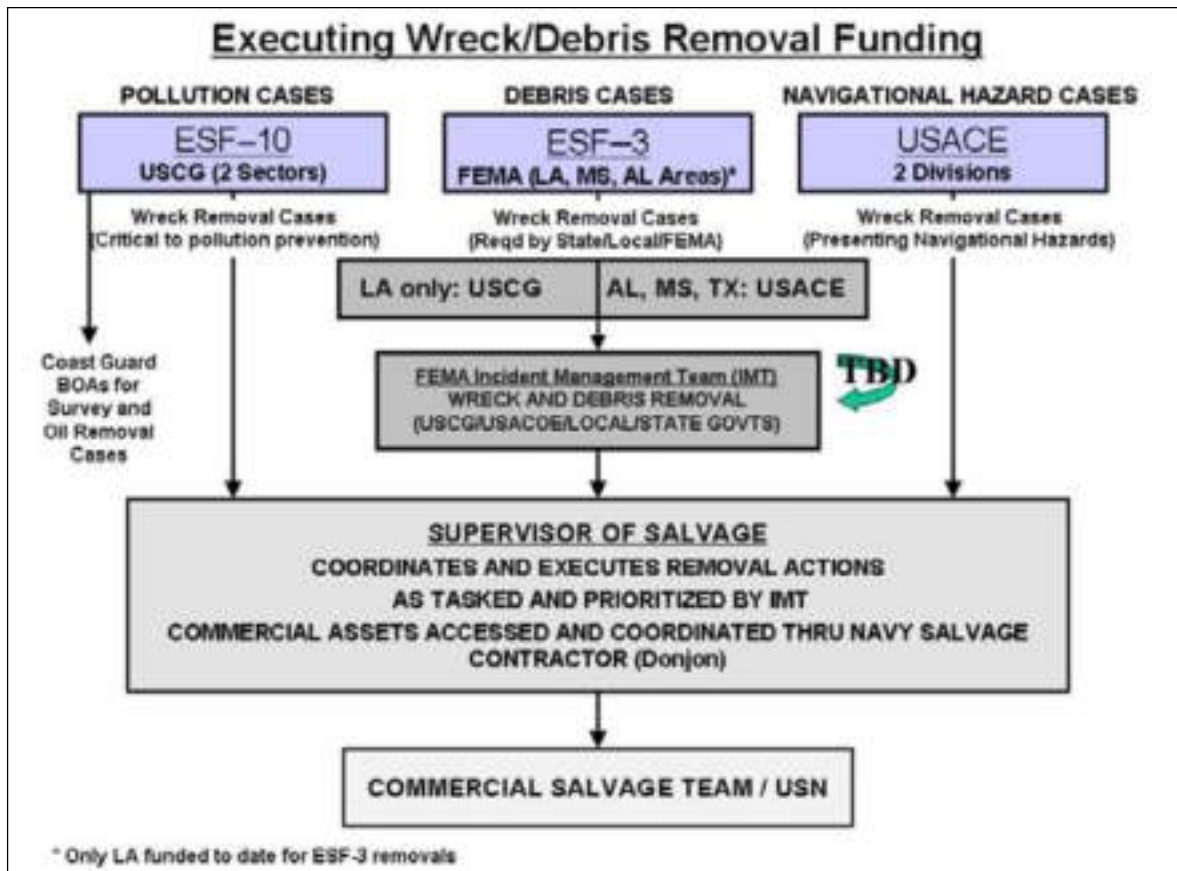 Executing Wreck/Debris Removal Funding
POLLUTION CASES
ESF-10
USCG (2 Sectors)
Wreck Removal Cases
(Critical to pollution prevention)
DEBRIS CASES
ESF-3
FEMA (LA, MS, AL Areas)*
Wreck Removal Cases
(Reqd by State/Local/FEMA)
NAVIGATIONAL HAZARD CASES
USACE
2 Divisions
Wreck Removal Cases
(Presenting Navigational Hazards)
LA only: USCG
AL, MS, TX: USACE
Coast Guard
BOAs for
Survey and
Oil Removal
Cases
FEMA Incident Management Team (IMT)
WRECK AND DEBRIS REMOVAL
(USCG/USACOE/LOCAL/STATE GOVTS)
TBD
SUPERVISOR OF SALVAGE
COORDINATES AND EXECUTES REMOVAL ACTIONS
AS TASKED AND PRIORITIZED BY IMT
COMMERCIAL ASSETS ACCESSED AND COORDINATED THRU NAVY SALVAGE
CONTRACTOR (Donjon)
COMMERCIAL SALVAGE TEAM / USN
* Only LA funded to date for ESF-3 removals